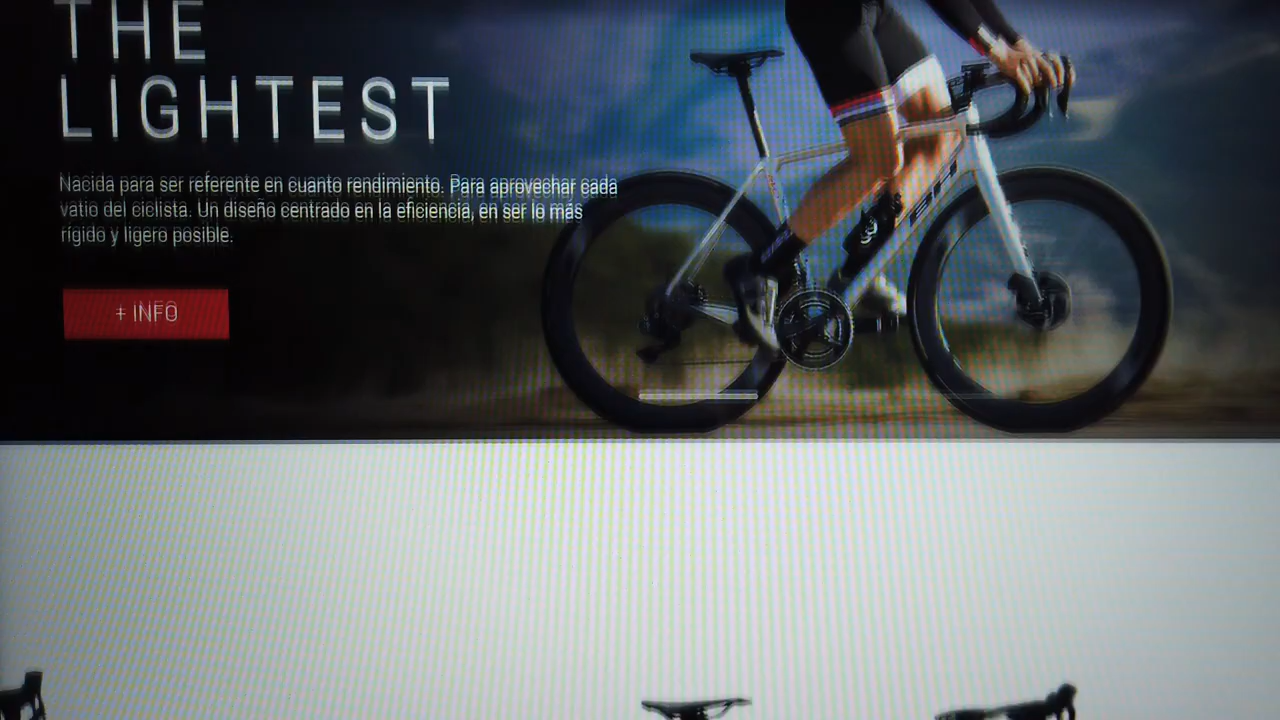 THE
LIGHTEST
Nacida para ser referente en cuanto rendimiento. Para aprovechar cada
vatio del ciclista. Un diseño centrado en la eficiencia, en ser lo más
rígido y ligero posible.
+ INFO
BH